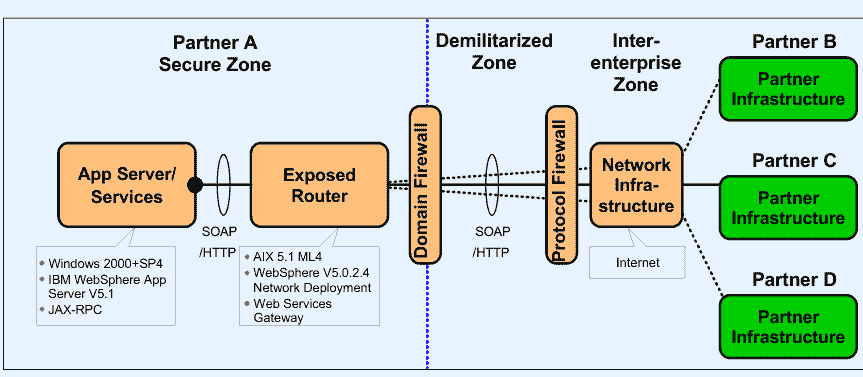 Partner A
Secure Zone
Demilitarized
Zone
Inter-
enterprise
Zone
Partner B
Partner
Infrastructure
App Server/
Services
SOAP
/HTTP
Exposed
Router
Domain Firewall
SOAP
/HTTP
Protocol Firewall
Network
Infra-
structure
Partner C
Partner
Infrastructure
• Windows 2000+SP4
• IBM WebSphere App
Server V5.1
• JAX-RPC
• AIX 5.1 ML4
• WebSphere V5.0.2.4
Network Deployment
• Web Services
Gateway
Internet
Partner D
Partner
Infrastructure